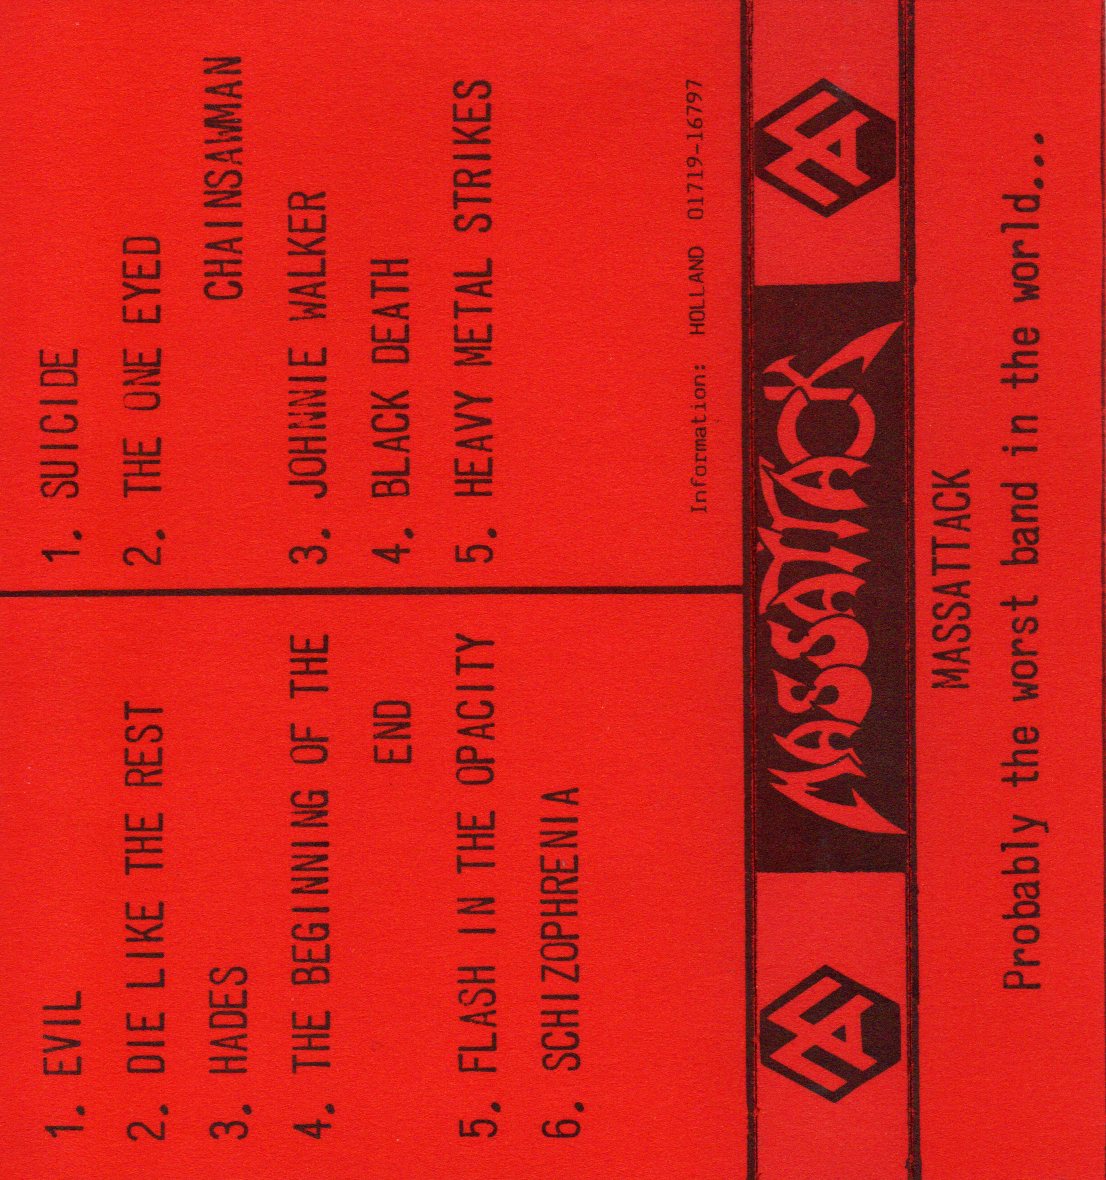 1. EVIL
2. DIE LIKE THE REST
3. HADES
4. THE BEGINNING OF THE
END
5. FLASH IN THE OPACITY
6. SCHIZOPHRENIA
1. SUICIDE
2. THE ONE EYED
CHAINSAWMAN
3. JOHNNIE WALKER
4. BLACK DEATH
5. HEAVY METAL STRIKES
Information: HOLLAND 01719-16797
MASSATTACK
MASSATTACK
Probably the worst band in the world...